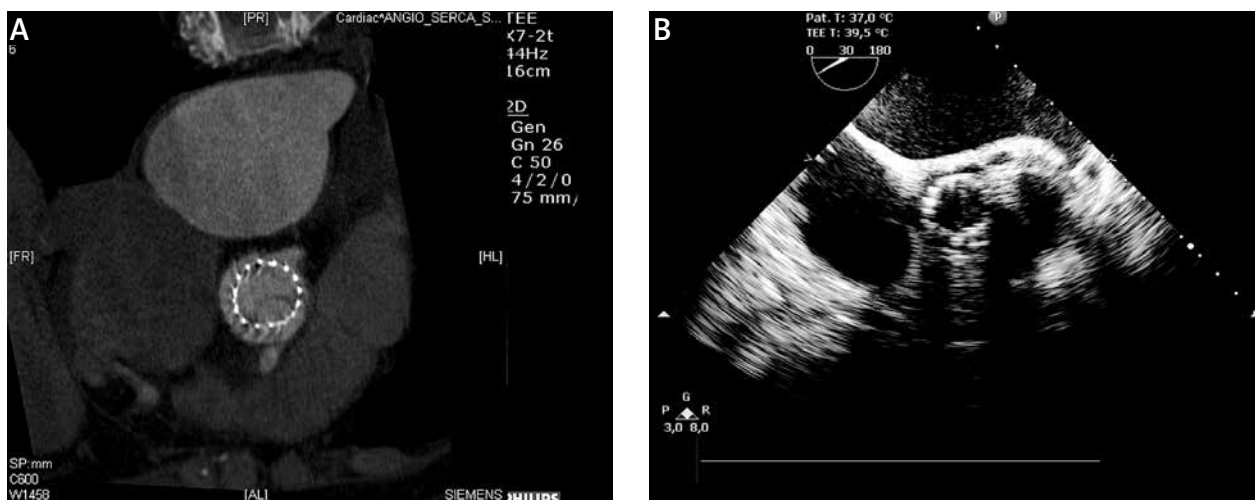 A
6
[PR]
Cardiac^ANGIO_SERCA_S...
TEE
X7-2t
44Hz
16cm
2D
Gen
Gn 26
C 50
4/2/0
75 mm/
[FR]
[HL]
SP:mm
C600
W1458
[AL]
SIEMENS
PHILIPS
B
Pat. T: 37,0 °C
TEE T: 39,5 °C
0 30 180
P
G
P R
3,0 8,0